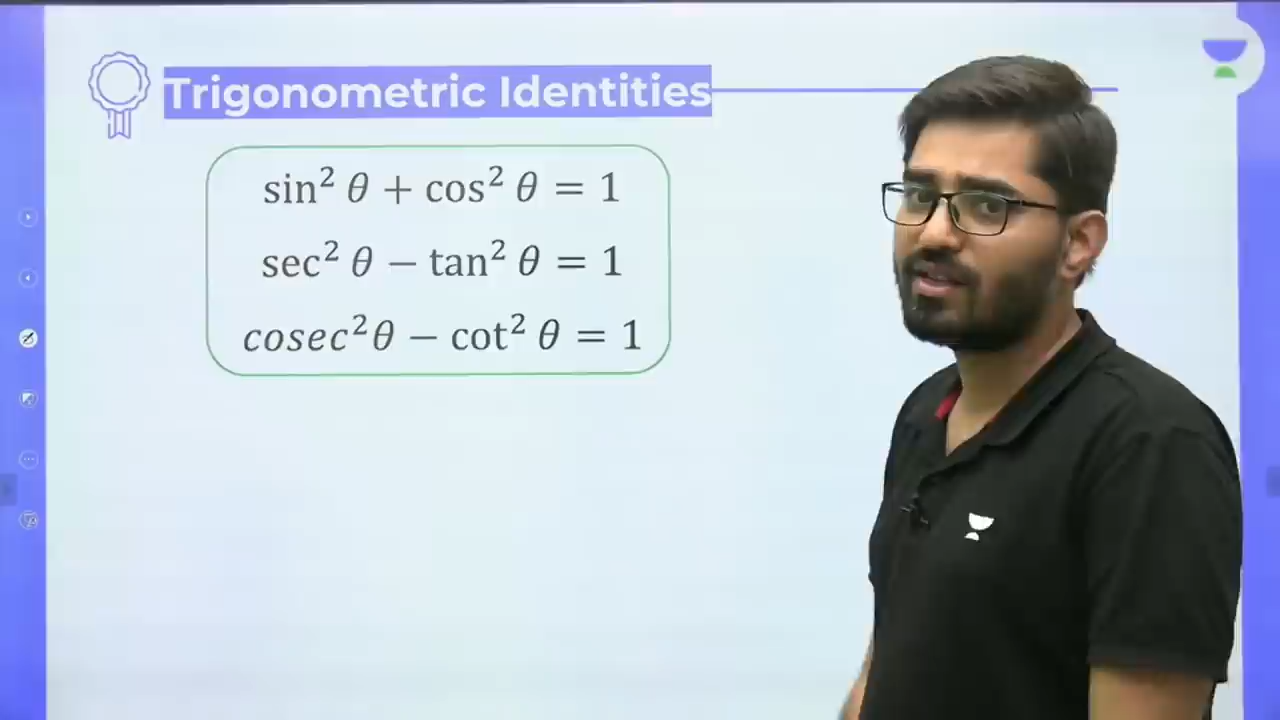 Trigonometric Identities
sin² θ + cos² θ = 1
sec² θ − tan² θ = 1
cosec²θ − cot² θ = 1